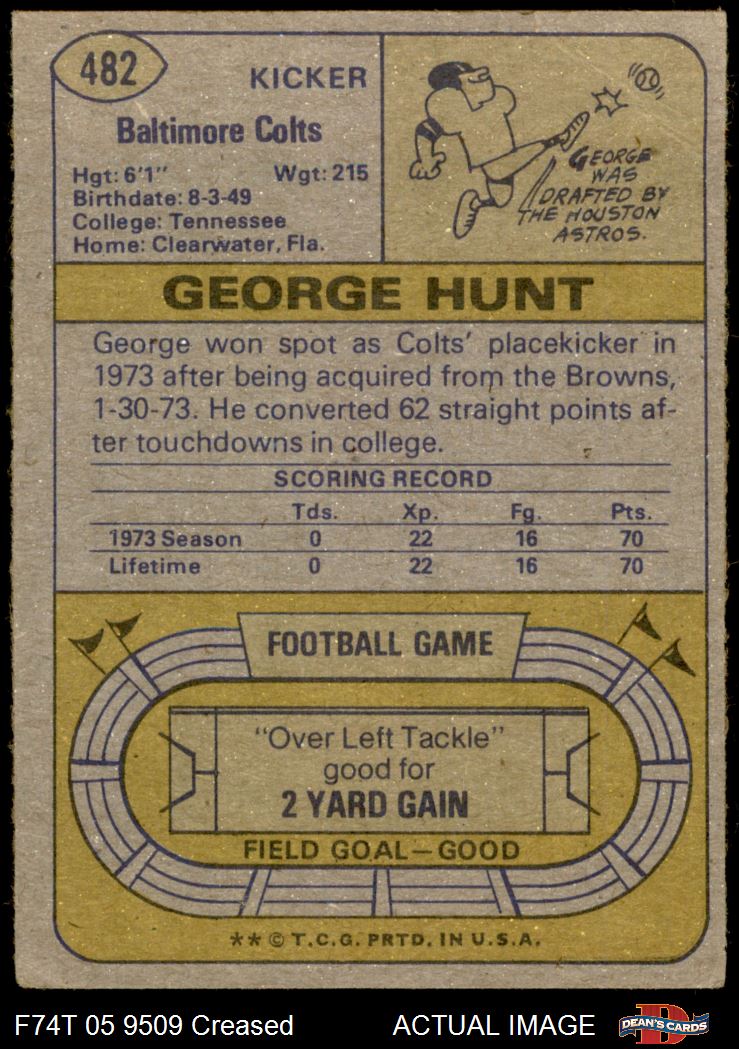 482
KICKER
Baltimore Colts
Hgt: 6'1" Wgt: 215
Birthdate: 8-3-49
College: Tennessee
Home: Clearwater, Fla.
GEORGE
WAS
DRAFTED BY
THE HOUSTON
ASTROS.
GEORGE HUNT
George won spot as Colts' placekicker in
1973 after being acquired from the Browns,
1-30-73. He converted 62 straight points af-
ter touchdowns in college.
SCORING RECORD
Tds. Xp. Fg. Pts.
1973 Season 0 22 16 70
Lifetime 0 22 16 70
FOOTBALL GAME
"Over Left Tackle"
good for
2 YARD GAIN
FIELD GOAL—GOOD
** © T.C.G. PRTD. IN U.S.A.
F74T 05 9509 Creased ACTUAL IMAGE
D
DEAN'S CARDS